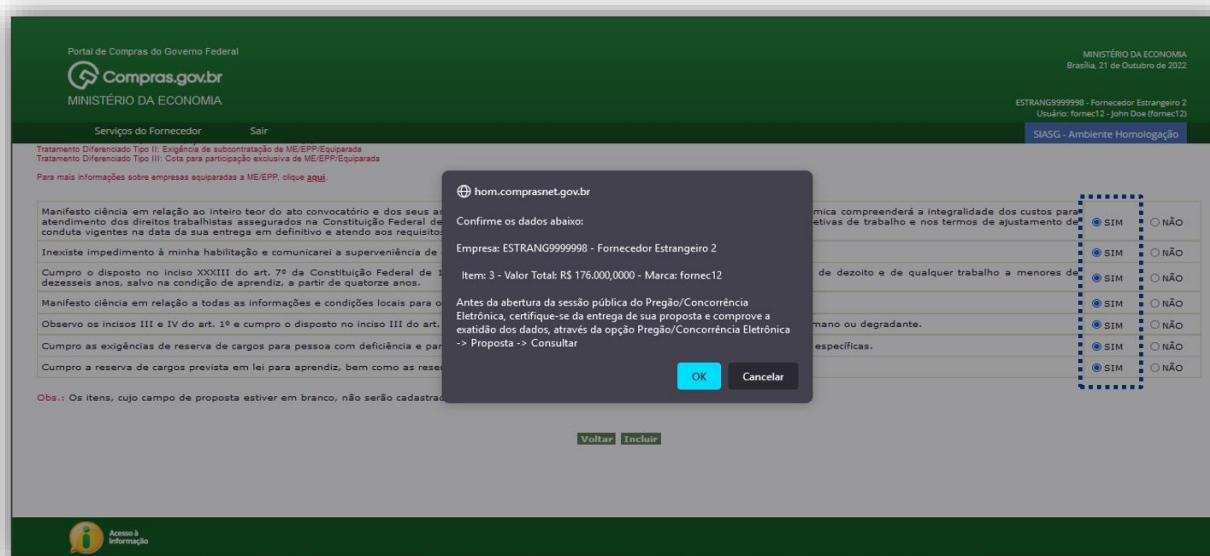 Portal de Compras do Governo Federal
Compras.gov.br
MINISTÉRIO DA ECONOMIA
MINISTÉRIO DA ECONOMIA
Brasília, 21 de Outubro de 2022
ESTRANG9999998 - Fornecedor Estrangeiro 2
Usuário: fornec12 - John Doe (fornec12)
Serviços do Fornecedor Sair
SIASG - Ambiente Homologação
Tratamento Diferenciado Tipo II: Exigência de subcontratação de ME/EPP/Equiparada
Tratamento Diferenciado Tipo III: Cota para participação exclusiva de ME/EPP/Equiparada
Para mais informações sobre empresas equiparadas a ME/EPP, clique aqui.
Manifesto ciência em relação ao inteiro teor do ato convocatório e dos seus
mica compreenderá a integralidade dos custos para
atendimento dos direitos trabalhistas assegurados na Constituição Federal de
etivas de trabalho e nos termos de ajustamento de
conduta vigentes na data da sua entrega em definitivo e atendo aos requisitos
SIM NÃO
Inexiste impedimento à minha habilitação e comunicarei a superveniência de
SIM NÃO
Cumpro o disposto no inciso XXXIII do art. 7º da Constituição Federal de
de dezoito e de qualquer trabalho a menores de
dezesseis anos, salvo na condição de aprendiz, a partir de quatorze anos.
SIM NÃO
Manifesto ciência em relação a todas as informações e condições locais para
SIM NÃO
Observo os incisos III e IV do art. 1º e cumpro o disposto no inciso III do art.
mano ou degradante.
SIM NÃO
Cumpro as exigências de reserva de cargos para pessoa com deficiência e
específicas.
SIM NÃO
Cumpro a reserva de cargos prevista em lei para aprendiz, bem como as
SIM NÃO
Obs.: Os itens, cujo campo de proposta estiver em branco, não serão
Voltar Incluir
hom.comprasnet.gov.br
Confirme os dados abaixo:
Empresa: ESTRANG9999998 - Fornecedor Estrangeiro 2
Item: 3 - Valor Total: R$ 176.000,0000 - Marca: fornec12
Antes da abertura da sessão pública do Pregão/Concorrência
Eletrônica, certifique-se da entrega de sua proposta e comprove a
exatidão dos dados, através da opção Pregão/Concorrência Eletrônica
-> Proposta -> Consultar
OK Cancelar
Acesso à
Informação